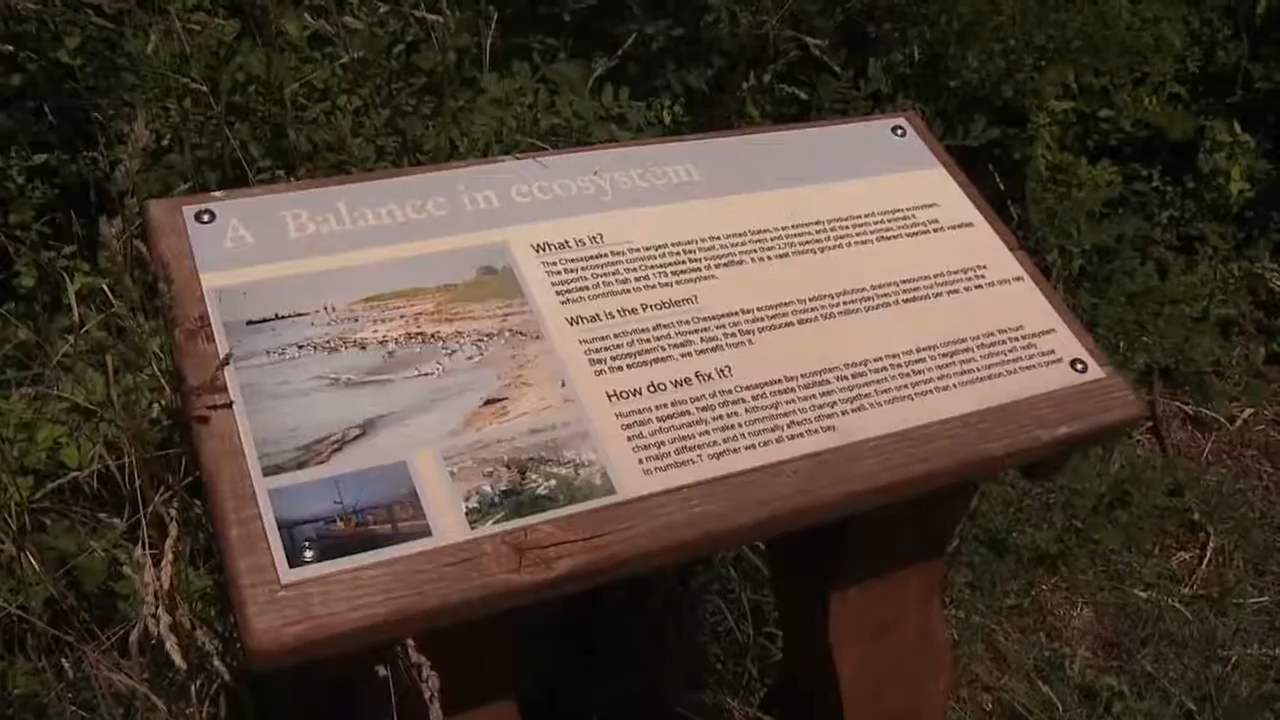 A Balance in ecosystem
What is it?
The Chesapeake Bay, the largest estuary in the United States, is an extremely productive and complex ecosystem.
The Bay ecosystem consists of the Bay itself, its local rivers and streams, and all the plants and animals it
supports. Overall, the Chesapeake Bay supports more than 2,700 species of plants and animals, including 348
species of fin fish and 173 species of shellfish. It is a vast mixing ground of many different species and varieties
which contribute to the bay ecosystem.
What is the Problem?
Human activities affect the Chesapeake Bay ecosystem by adding pollution, draining resources and changing the
character of the land. However, we can make better choices in our everyday lives to lessen our footprint on the
Bay ecosystem's health. Also, the Bay produces about 500 million pounds of seafood per year, so we not only rely
on the ecosystem, we benefit from it.
How do we fix it?
Humans are also part of the Chesapeake Bay ecosystem, though we may not always consider our role. We hunt
certain species, help others, and create habitats. We also have the power to negatively influence the ecosystem
and, unfortunately, we are. Although we have seen improvement in the Bay in recent years, nothing will really
change unless we make a commitment to change together. Even one person who makes a commitment can cause
a major difference, and it normally affects others as well. It is nothing more than a consideration, but there is power
in numbers. T ogether we can all save the bay.